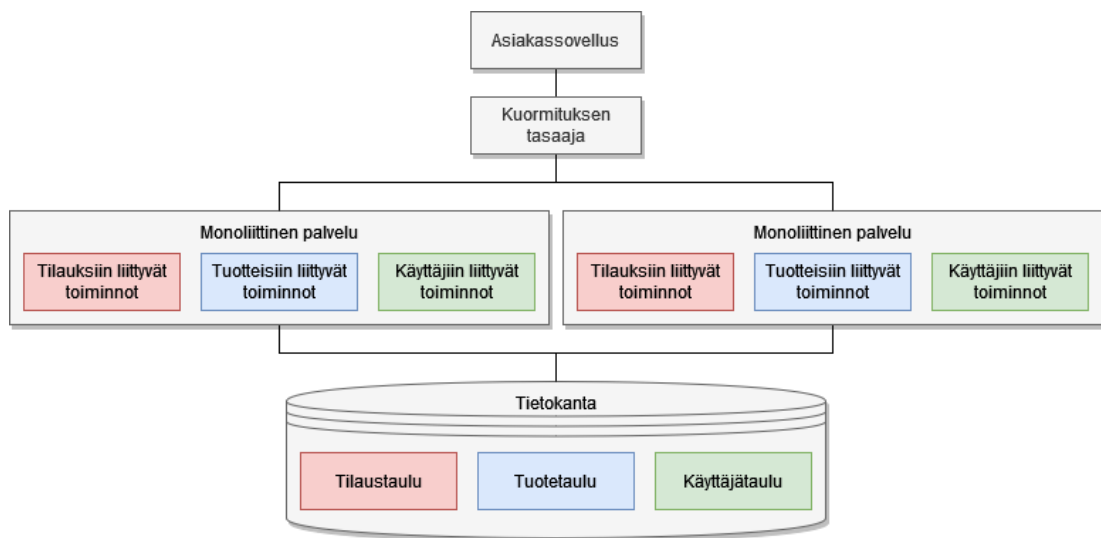 Asiakassovellus
Kuormituksen
tasaaja
Monoliittinen palvelu
Tilauksiin liittyvät
toiminnot
Tuotteisiin liittyvät
toiminnot
Käyttäjiin liittyvät
toiminnot
Monoliittinen palvelu
Tilauksiin liittyvät
toiminnot
Tuotteisiin liittyvät
toiminnot
Käyttäjiin liittyvät
toiminnot
Tietokanta
Tilaustaulu
Tuotetaulu
Käyttäjätaulu